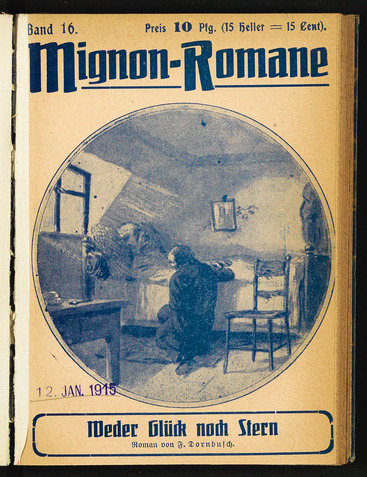 Band 16.
Preis 10 Pfg. (15 Heller = 15 Cent).
Mignon-Romane
12. JAN. 1915
Weder Glück noch Stern
Roman von F. Dornbusch.